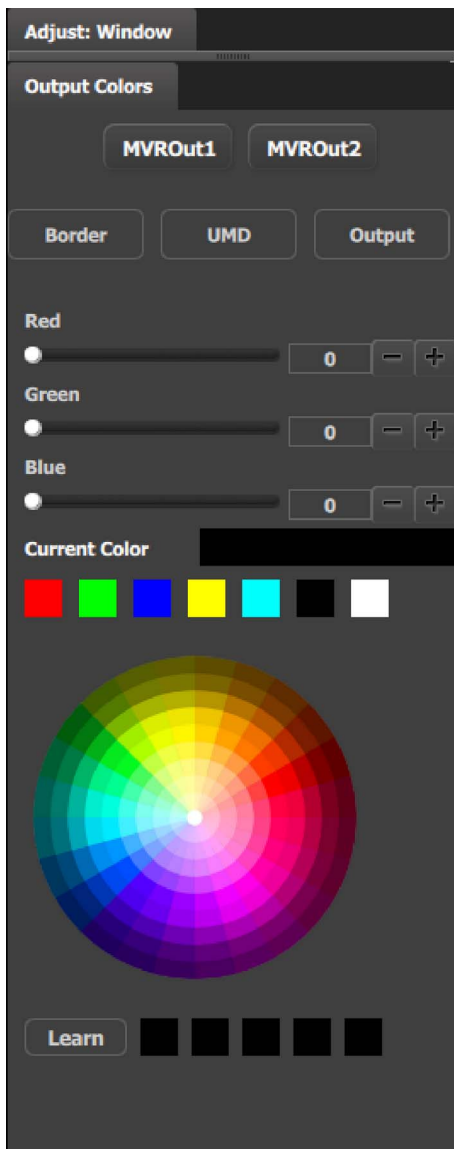 Adjust: Window
Output Colors
MVROut1 MVROut2
Border UMD Output
Red
0 − +
Green
0 − +
Blue
0 − +
Current Color
Learn